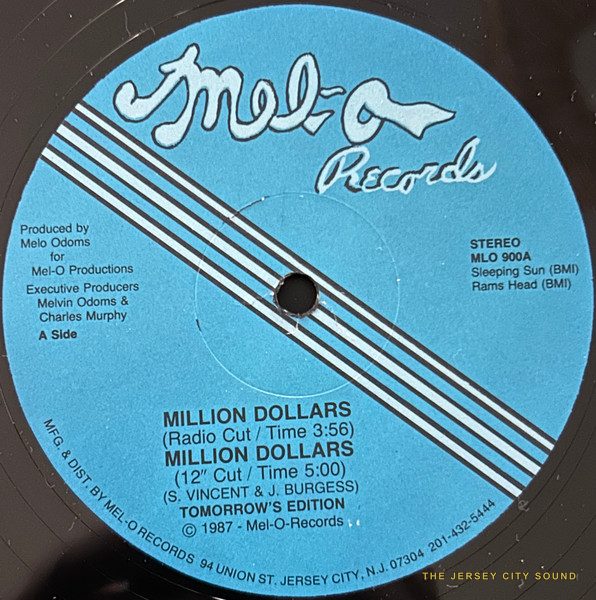 Mel-O
Records
Produced by
Melo Odoms
for
Mel-O Productions
Executive Producers
Melvin Odoms &
Charles Murphy
A Side
STEREO
MLO 900A
Sleeping Sun (BMI)
Rams Head (BMI)
MILLION DOLLARS
(Radio Cut / Time 3:56)
MILLION DOLLARS
(12" Cut / Time 5:00)
(S. VINCENT & J. BURGESS)
TOMORROW'S EDITION
© 1987 - Mel-O-Records
MFG. & DIST. BY MEL-O RECORDS 94 UNION ST. JERSEY CITY, N.J. 07304 201-432-5444
THE JERSEY CITY SOUND